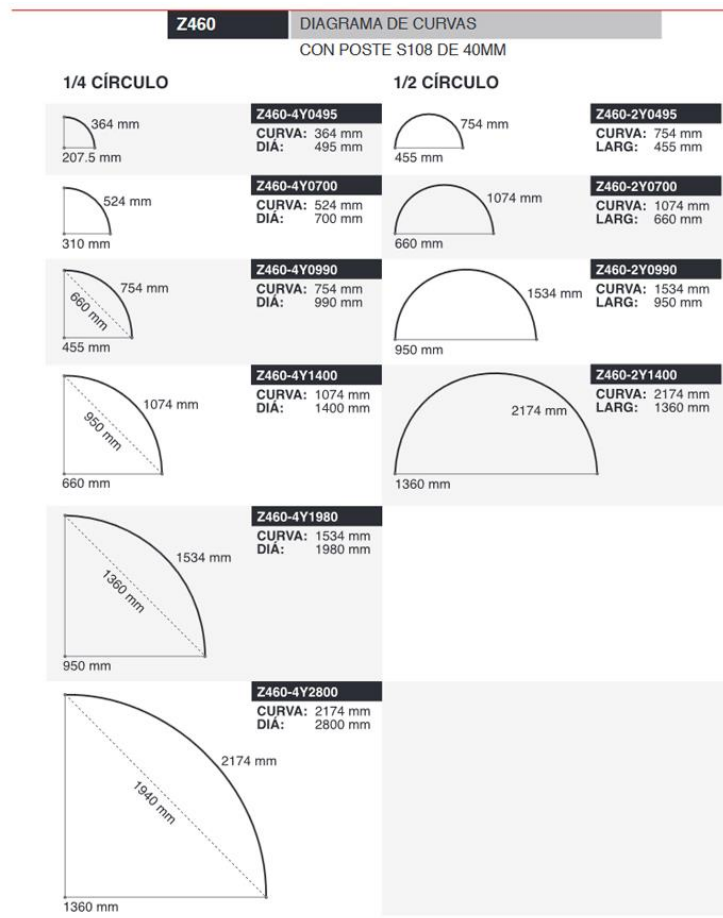 Z460
DIAGRAMA DE CURVAS
CON POSTE S108 DE 40MM
1/4 CÍRCULO
364 mm
207.5 mm
Z460-4Y0495
CURVA: 364 mm
DIÁ: 495 mm
524 mm
310 mm
Z460-4Y0700
CURVA: 524 mm
DIÁ: 700 mm
754 mm
660 mm
455 mm
Z460-4Y0990
CURVA: 754 mm
DIÁ: 990 mm
1074 mm
950 mm
660 mm
Z460-4Y1400
CURVA: 1074 mm
DIÁ: 1400 mm
1534 mm
1360 mm
950 mm
Z460-4Y1980
CURVA: 1534 mm
DIÁ: 1980 mm
2174 mm
1940 mm
1360 mm
Z460-4Y2800
CURVA: 2174 mm
DIÁ: 2800 mm
1/2 CÍRCULO
754 mm
455 mm
Z460-2Y0495
CURVA: 754 mm
LARG: 455 mm
1074 mm
660 mm
Z460-2Y0700
CURVA: 1074 mm
LARG: 660 mm
1534 mm
950 mm
Z460-2Y0990
CURVA: 1534 mm
LARG: 950 mm
2174 mm
1360 mm
Z460-2Y1400
CURVA: 2174 mm
LARG: 1360 mm